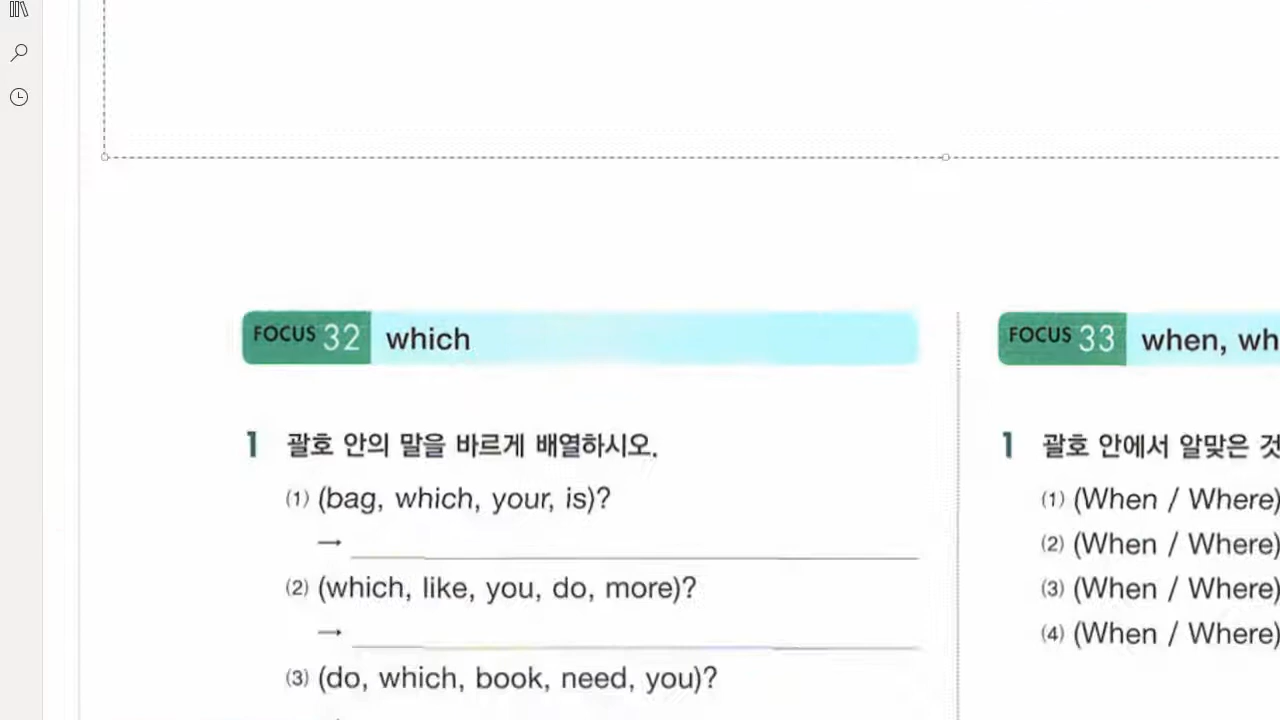 FOCUS 32 which
1 괄호 안의 말을 바르게 배열하시오.
(1) (bag, which, your, is)?
→
(2) (which, like, you, do, more)?
→
(3) (do, which, book, need, you)?
FOCUS 33 when, wh
1 괄호 안에서 알맞은 것
(1) (When / Where)
(2) (When / Where)
(3) (When / Where)
(4) (When / Where)